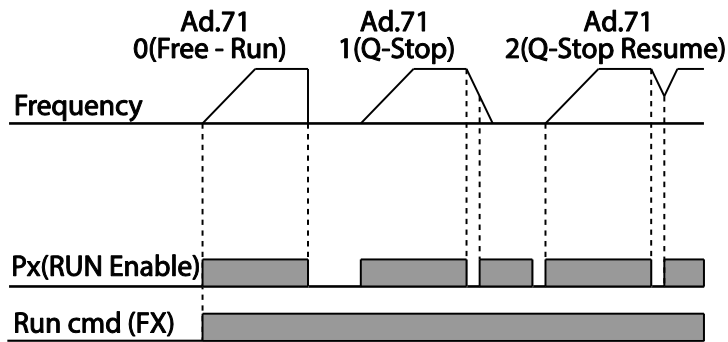 Ad.71
0(Free - Run)
Ad.71
1(Q-Stop)
Ad.71
2(Q-Stop Resume)
Frequency
Px(RUN Enable)
Run cmd (FX)